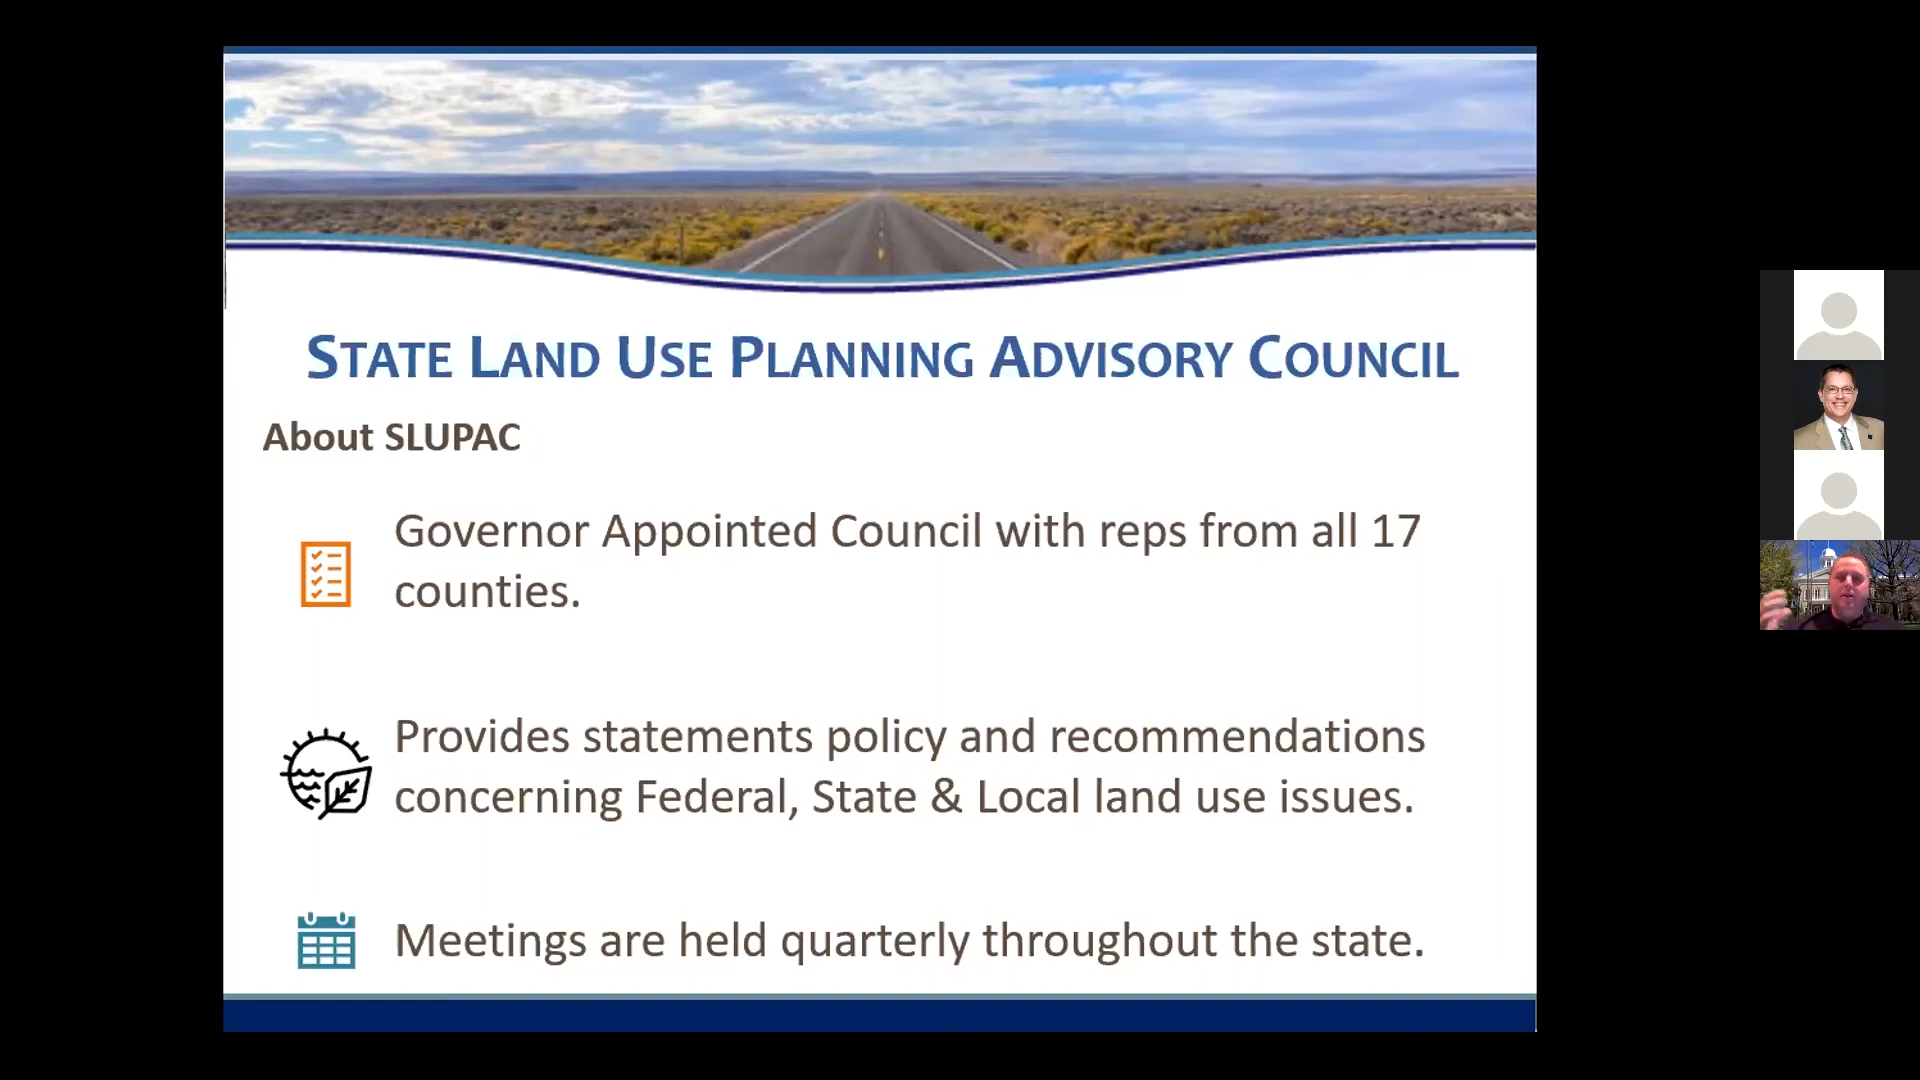 STATE LAND USE PLANNING ADVISORY COUNCIL
About SLUPAC
Governor Appointed Council with reps from all 17
counties.
Provides statements policy and recommendations
concerning Federal, State & Local land use issues.
Meetings are held quarterly throughout the state.